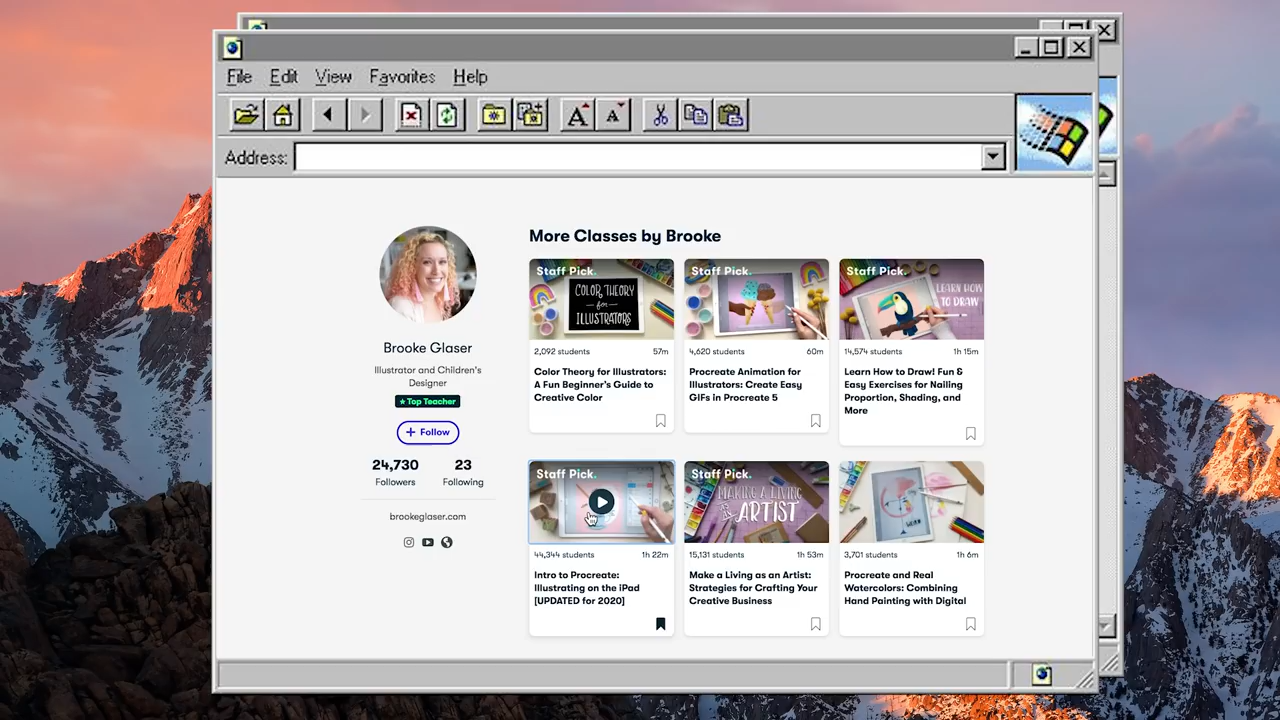 File Edit View Favorites Help
Address:
More Classes by Brooke
Brooke Glaser
Illustrator and Children's
Designer
Top Teacher
+ Follow
24,730 23
Followers Following
brookeglaser.com
Staff Pick.
COLOR THEORY
for
ILLUSTRATORS
2,092 students 57m
Color Theory for Illustrators:
A Fun Beginner's Guide to
Creative Color
Staff Pick.
4,620 students 60m
Procreate Animation for
Illustrators: Create Easy
GIFs in Procreate 5
Staff Pick.
LEARN HOW
TO DRAW!
14,574 students 1h 15m
Learn How to Draw! Fun &
Easy Exercises for Nailing
Proportion, Shading, and
More
Staff Pick.
44,344 students 1h 22m
Intro to Procreate:
Illustrating on the iPad
[UPDATED for 2020]
Staff Pick.
MAKING A LIVING
AS AN
ARTIST
15,131 students 1h 53m
Make a Living as an Artist:
Strategies for Crafting Your
Creative Business
3,701 students 1h 6m
Procreate and Real
Watercolors: Combining
Hand Painting with Digital